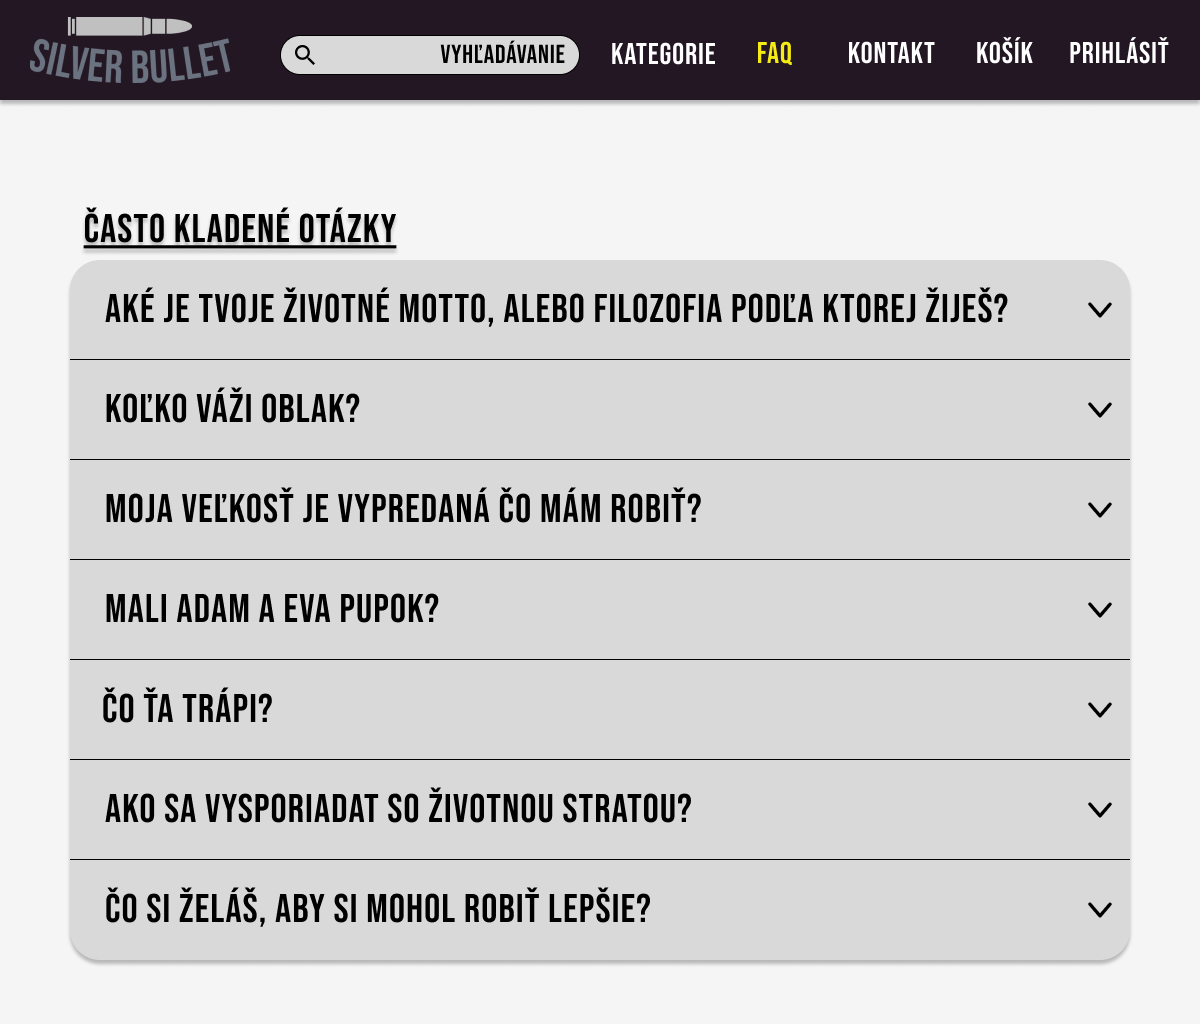 SILVER BULLET
VYHĽADÁVANIE
KATEGORIE
FAQ
KONTAKT
KOŠÍK
PRIHLÁSIŤ
ČASTO KLADENÉ OTÁZKY
AKÉ JE TVOJE ŽIVOTNÉ MOTTO, ALEBO FILOZOFIA PODĽA KTOREJ ŽIJEŠ?
KOĽKO VÁŽI OBLAK?
MOJA VEĽKOSŤ JE VYPREDANÁ ČO MÁM ROBIŤ?
MALI ADAM A EVA PUPOK?
ČO ŤA TRÁPI?
AKO SA VYSPORIADAT SO ŽIVOTNOU STRATOU?
ČO SI ŽELÁŠ, ABY SI MOHOL ROBIŤ LEPŠIE?